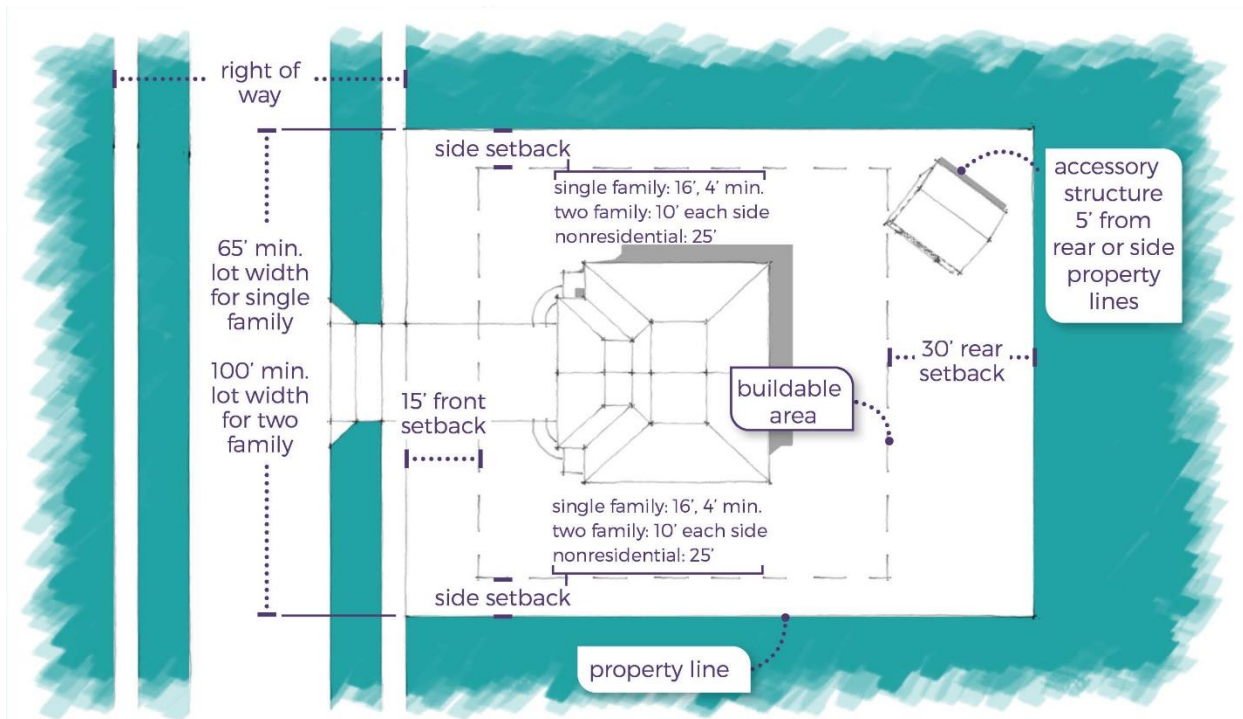 right of
way
side setback
single family: 16’, 4’ min.
two family: 10’ each side
nonresidential: 25’
accessory
structure
5’ from
rear or side
property
lines
65’ min.
lot width
for single
family
100’ min.
lot width
for two
family
15’ front
setback
buildable
area
30’ rear
setback
single family: 16’, 4’ min.
two family: 10’ each side
nonresidential: 25’
side setback
property line